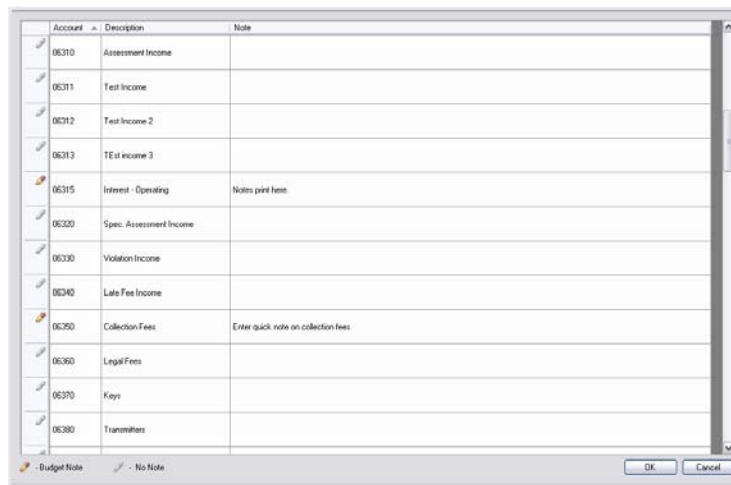 Account Description Note
06310 Assessment Income
06311 Test Income
06312 Test Income 2
06313 TEst income 3
06315 Interest - Operating Notes print here.
06320 Spec. Assessment Income
06330 Violation Income
06340 Late Fee Income
06350 Collection Fees Enter quick note on collection fees
06360 Legal Fees
06370 Keys
06380 Transmitters
- Budget Note - No Note OK Cancel